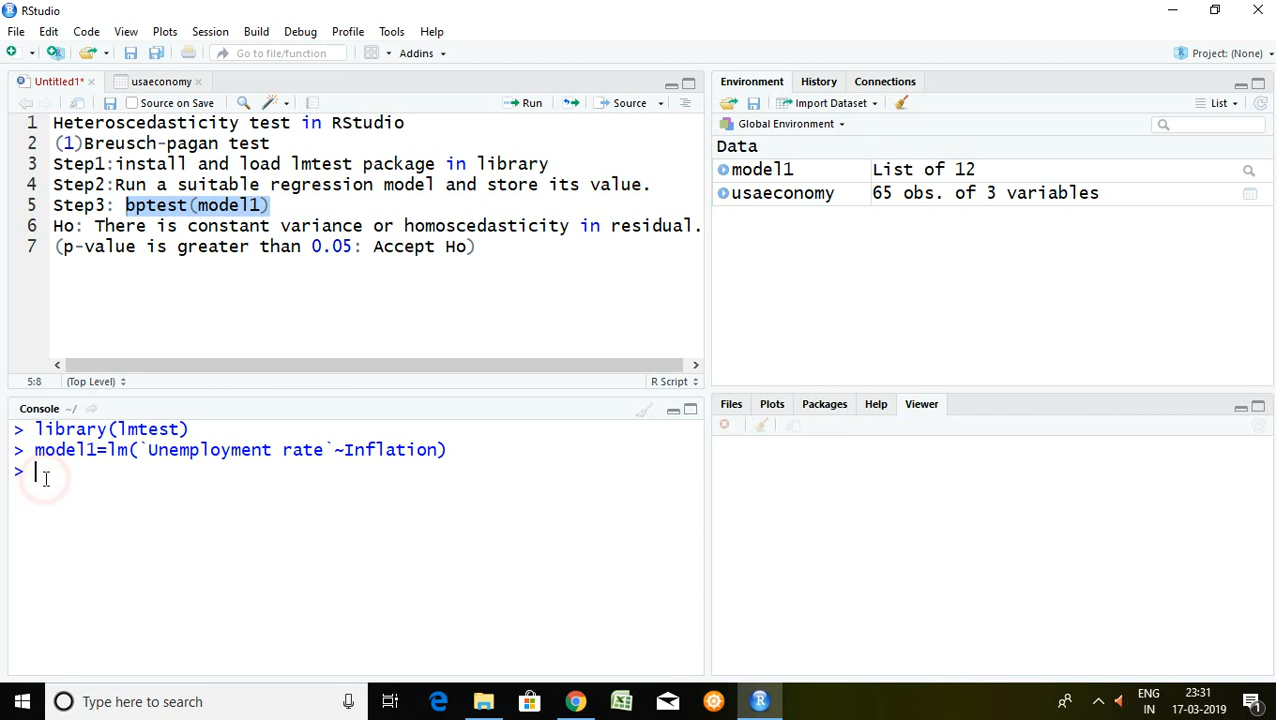 RStudio
File Edit Code View Plots Session Build Debug Profile Tools Help
Go to file/function
Addins
Project: (None)
Untitled1*
usaeconomy
Source on Save
Run
Source
1 Heteroscedasticity test in RStudio
2 (1)Breusch-pagan test
3 Step1:install and load lmtest package in library
4 Step2:Run a suitable regression model and store its value.
5 Step3: bptest(model1)
6 Ho: There is constant variance or homoscedasticity in residual.
7 (p-value is greater than 0.05: Accept Ho)
5:8 (Top Level) R Script
Console ~/
> library(lmtest)
> model1=lm(`Unemployment rate`~Inflation)
>
Environment History Connections
Import Dataset List
Global Environment
Data
model1 List of 12
usaeconomy 65 obs. of 3 variables
Files Plots Packages Help Viewer
Type here to search
ENG
IN
23:31
17-03-2019
1